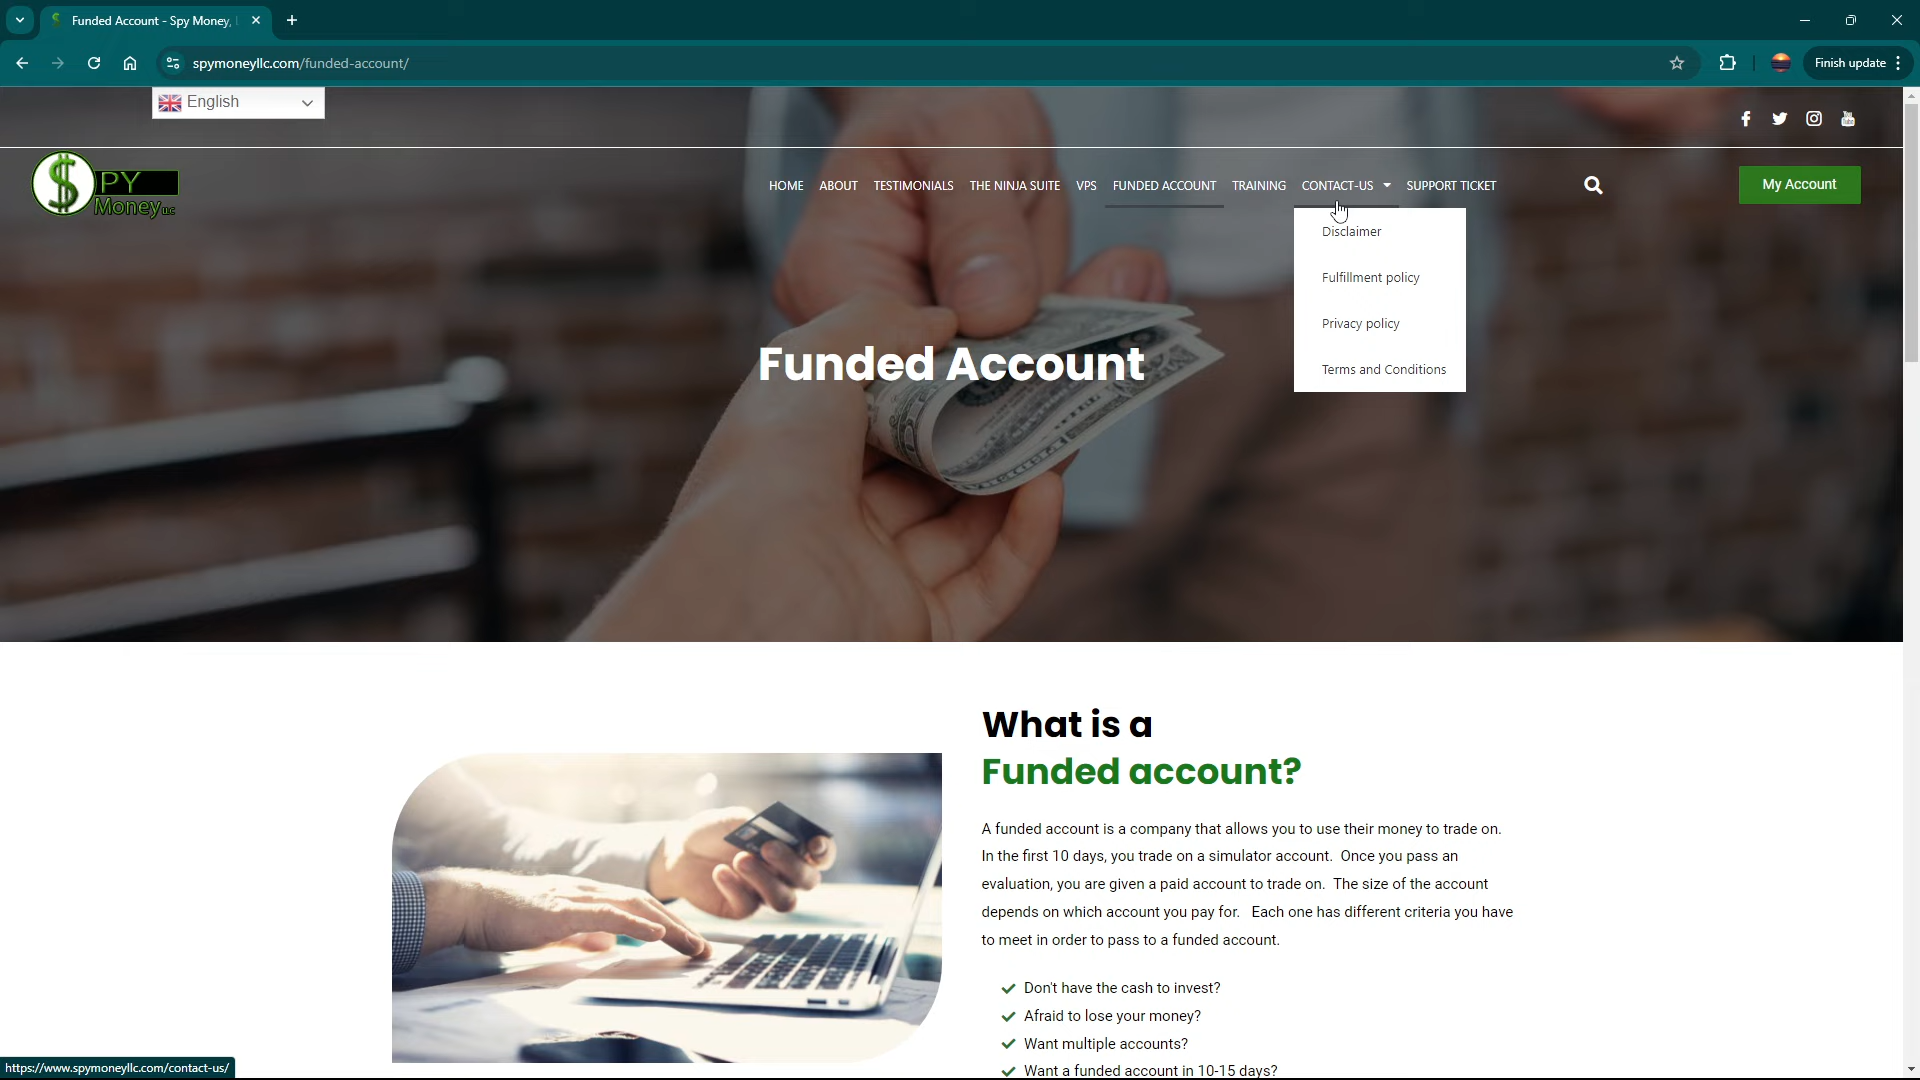 Funded Account - Spy Money,
spymoneyllc.com/funded-account/
Finish update
English
$PY
Money LLC
HOME ABOUT TESTIMONIALS THE NINJA SUITE VPS FUNDED ACCOUNT TRAINING CONTACT-US SUPPORT TICKET
My Account
Disclaimer
Fulfillment policy
Privacy policy
Terms and Conditions
Funded Account
What is a
Funded account?
A funded account is a company that allows you to use their money to trade on.
In the first 10 days, you trade on a simulator account. Once you pass an
evaluation, you are given a paid account to trade on. The size of the account
depends on which account you pay for. Each one has different criteria you have
to meet in order to pass to a funded account.
Don't have the cash to invest?
Afraid to lose your money?
Want multiple accounts?
Want a funded account in 10-15 days?
https://www.spymoneyllc.com/contact-us/